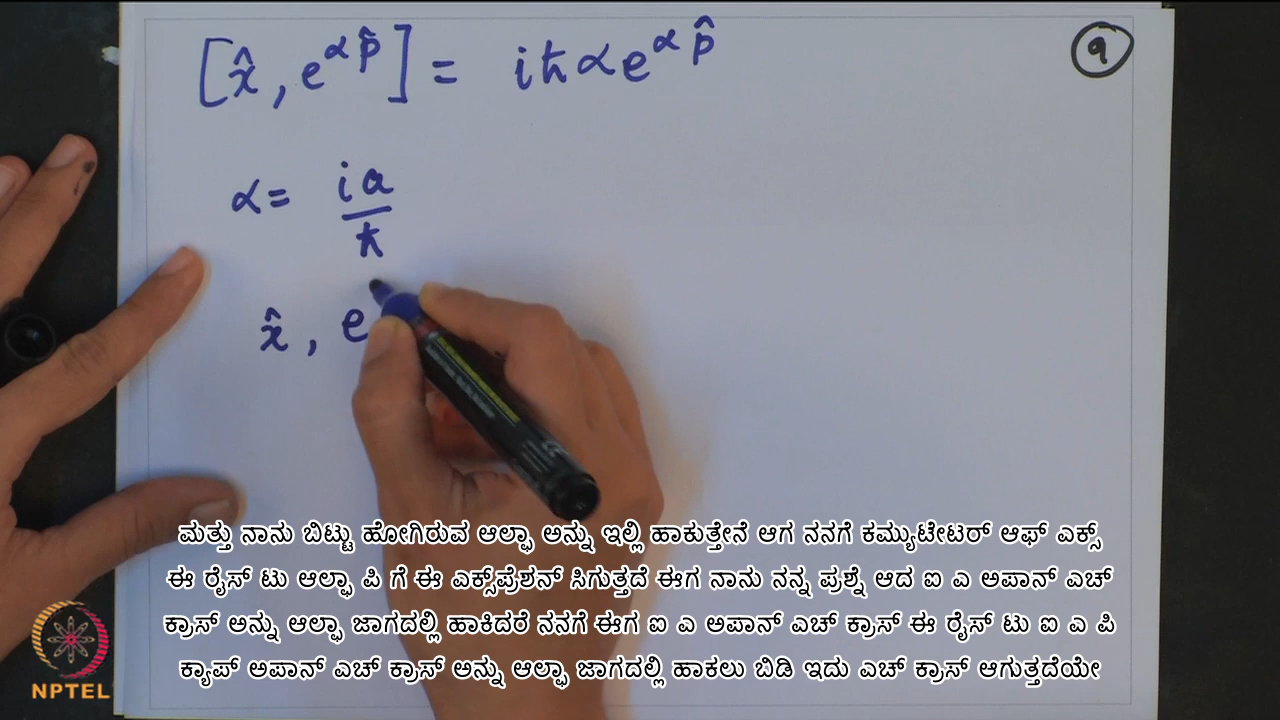 [x̂, e^{αp̂}] = iħαe^{αp̂}
9
α = ia/ħ
x̂, e
ಮತ್ತು ನಾನು ಬಿಟ್ಟು ಹೋಗಿರುವ ಆಲ್ಫಾ ಅನ್ನು ಇಲ್ಲಿ ಹಾಕುತ್ತೇನೆ ಆಗ ನನಗೆ ಕಮ್ಯುಟೇಟರ್ ಆಫ್ ಎಕ್ಸ್
ಈ ರೈಸ್ ಟು ಆಲ್ಫಾ ಪಿ ಗೆ ಈ ಎಕ್ಸ್‌ಪ್ರೆಶನ್ ಸಿಗುತ್ತದೆ ಈಗ ನಾನು ನನ್ನ ಪ್ರಶ್ನೆ ಆದ ಐ ಎ ಅಪಾನ್ ಎಚ್
ಕ್ರಾಸ್ ಅನ್ನು ಆಲ್ಫಾ ಜಾಗದಲ್ಲಿ ಹಾಕಿದರೆ ನನಗೆ ಈಗ ಐ ಎ ಅಪಾನ್ ಎಚ್ ಕ್ರಾಸ್ ಈ ರೈಸ್ ಟು ಐ ಎ ಪಿ
ಕ್ಯಾಪ್ ಅಪಾನ್ ಎಚ್ ಕ್ರಾಸ್ ಅನ್ನು ಆಲ್ಫಾ ಜಾಗದಲ್ಲಿ ಹಾಕಲು ಬಿಡಿ ಇದು ಎಚ್ ಕ್ರಾಸ್ ಆಗುತ್ತದೆಯೇ
NPTEL